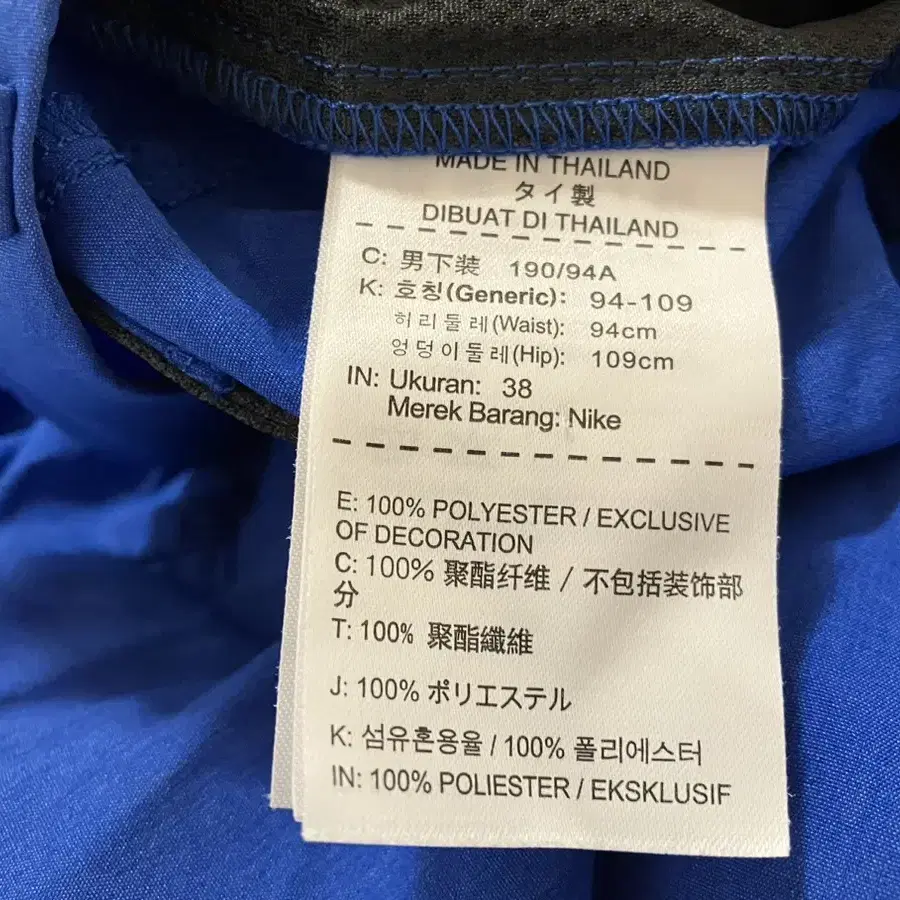 MADE IN THAILAND
タイ製
DIBUAT DI THAILAND
C: 男下装 190/94A
K: 호칭(Generic): 94-109
허리둘레(Waist): 94cm
엉덩이둘레(Hip): 109cm
IN: Ukuran: 38
Merek Barang: Nike
E: 100% POLYESTER / EXCLUSIVE
OF DECORATION
C: 100% 聚酯纤维 / 不包括装饰部
分
T: 100% 聚酯纖維
J: 100% ポリエステル
K: 섬유혼용율 / 100% 폴리에스터
IN: 100% POLIESTER / EKSKLUSIF